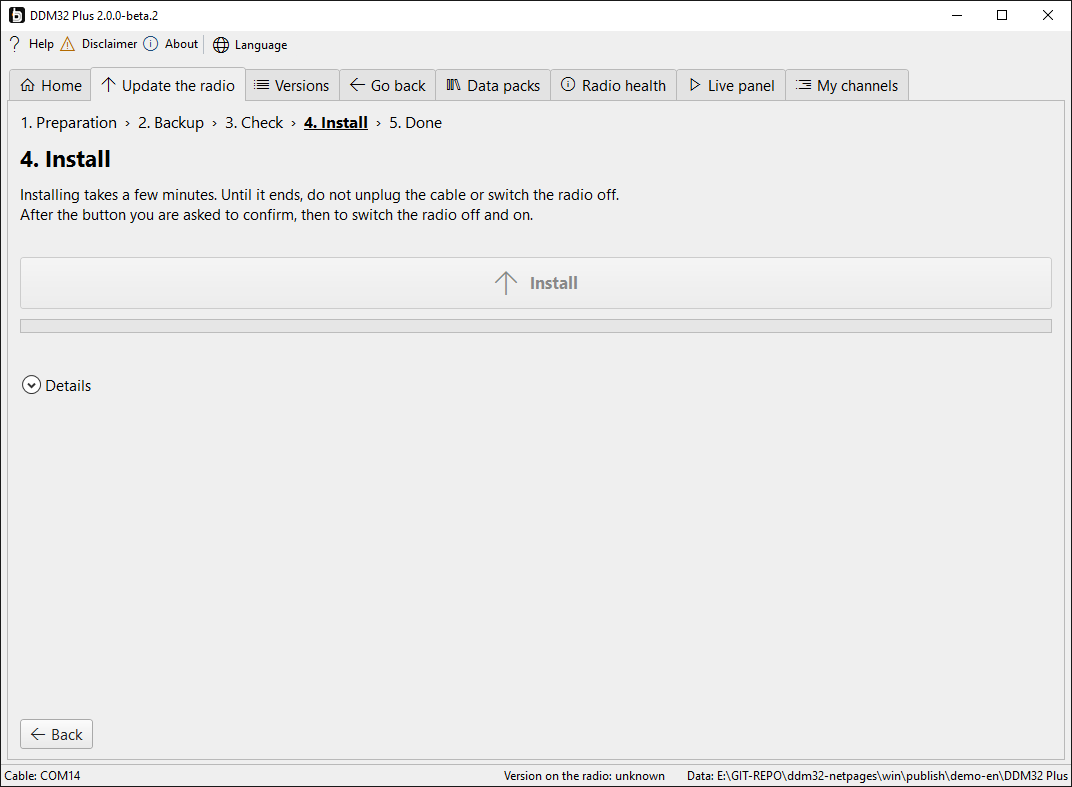 DDM32 Plus 2.0.0-beta.2
? Help Disclaimer About Language
Home Update the radio Versions Go back Data packs Radio health Live panel My channels
1. Preparation › 2. Backup › 3. Check › 4. Install › 5. Done
4. Install
Installing takes a few minutes. Until it ends, do not unplug the cable or switch the radio off.
After the button you are asked to confirm, then to switch the radio off and on.
Install
Details
Back
Cable: COM14 Version on the radio: unknown Data: E:\GIT-REPO\ddm32-netpages\win\publish\demo-en\DDM32 Plus